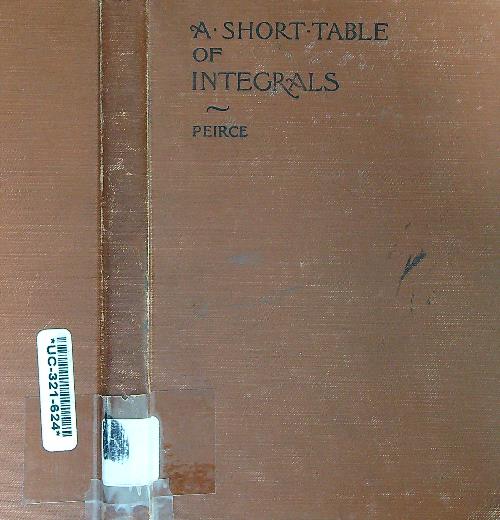 A·SHORT·TABLE
OF
INTEGRALS
PEIRCE
*UC-321-624*